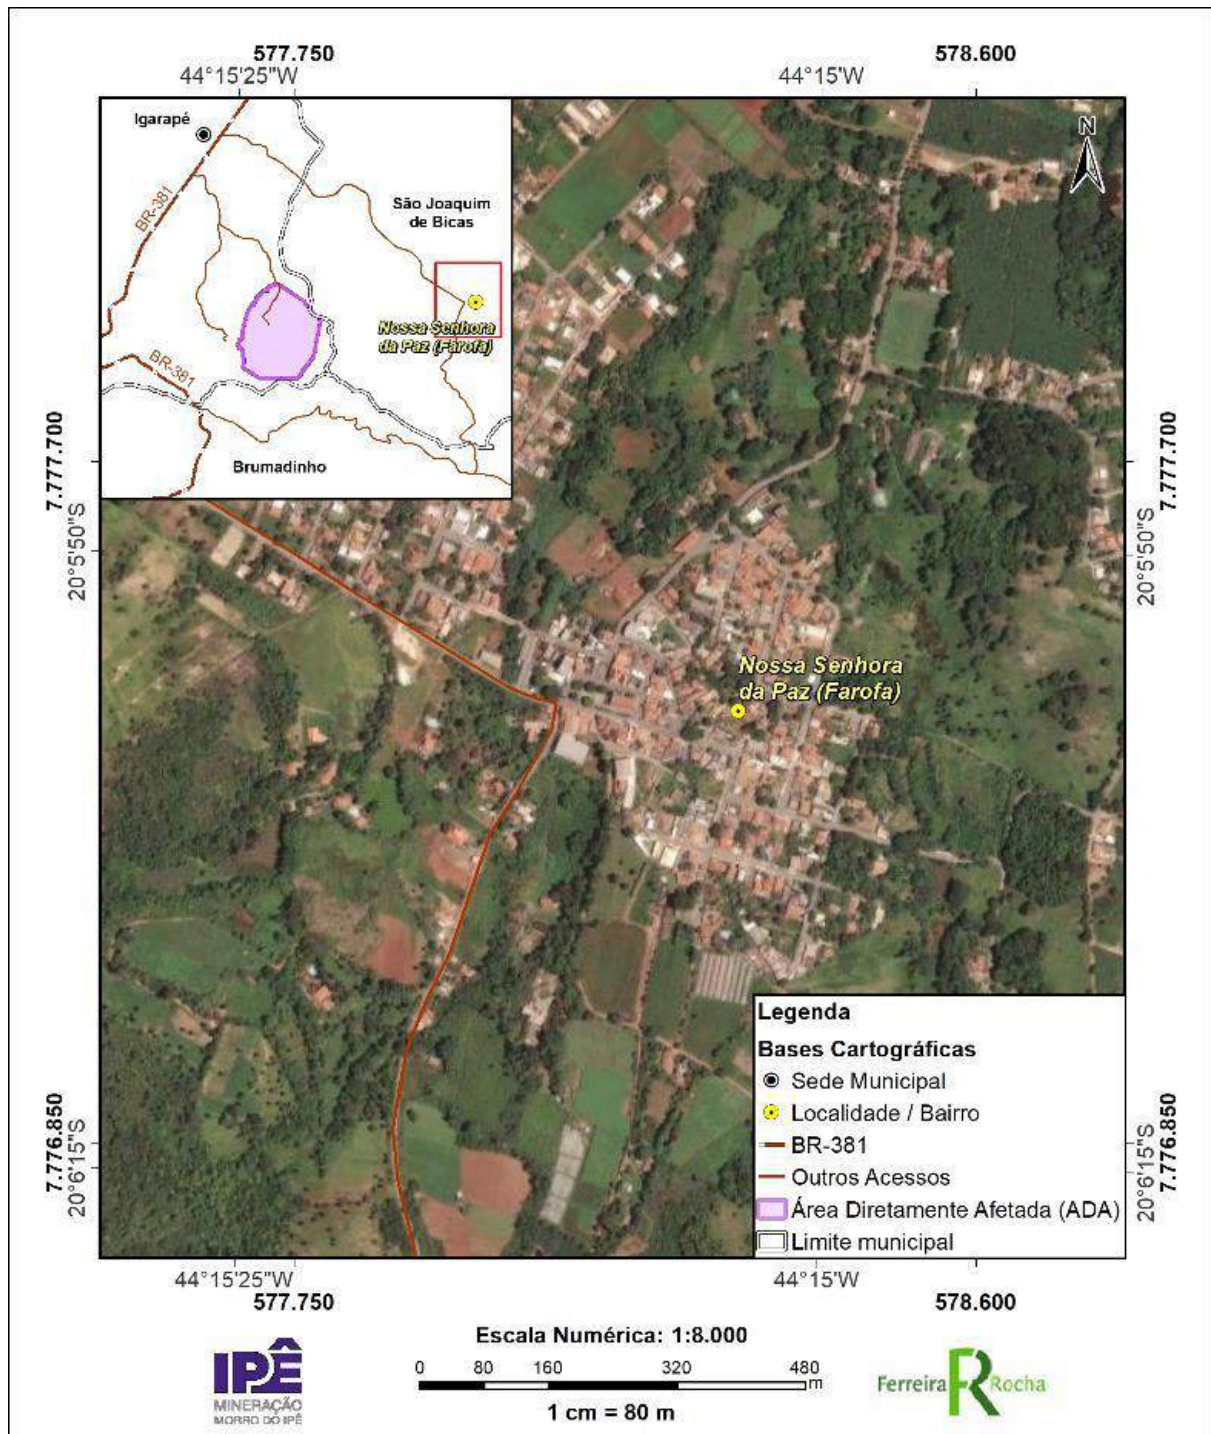 577.750
578.600
44°15'25"W
44°15'W
Igarapé
BR-381
São Joaquim
de Bicas
Nossa Senhora
da Paz (Farofa)
BR-381
Brumadinho
N
7.777.700
20°5'50"S
7.777.700
20°5'50"S
Nossa Senhora
da Paz (Farofa)
7.776.850
20°6'15"S
7.776.850
20°6'15"S
Legenda
Bases Cartográficas
Sede Municipal
Localidade / Bairro
BR-381
Outros Acessos
Área Diretamente Afetada (ADA)
Limite municipal
44°15'25"W
44°15'W
577.750
578.600
Escala Numérica: 1:8.000
0 80 160 320 480
m
1 cm = 80 m
IPÊ
MINERAÇÃO
MORRO DO IPÊ
Ferreira Rocha